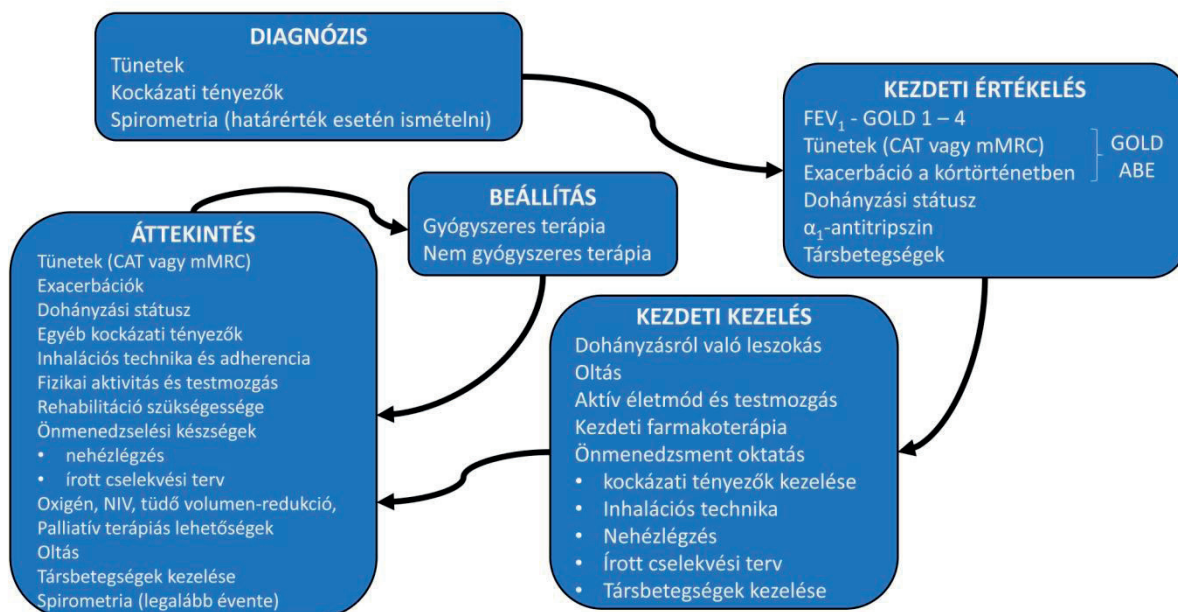 DIAGNÓZIS
Tünetek
Kockázati tényezők
Spirometria (határérték esetén ismételni)
KEZDETI ÉRTÉKELÉS
FEV₁ - GOLD 1 – 4
Tünetek (CAT vagy mMRC)
Exacerbáció a kórtörténetben
GOLD
ABE
Dohányzási státusz
α₁-antitripszin
Társbetegségek
BEÁLLÍTÁS
Gyógyszeres terápia
Nem gyógyszeres terápia
ÁTTEKINTÉS
Tünetek (CAT vagy mMRC)
Exacerbációk
Dohányzási státusz
Egyéb kockázati tényezők
Inhalációs technika és adherencia
Fizikai aktivitás és testmozgás
Rehabilitáció szükségessége
Önmenedzselési készségek
• nehézlégzés
• írott cselekvési terv
Oxigén, NIV, tüdő volumen-redukció,
Palliatív terápiás lehetőségek
Oltás
Társbetegségek kezelése
Spirometria (legalább évente)
KEZDETI KEZELÉS
Dohányzásról való leszokás
Oltás
Aktív életmód és testmozgás
Kezdeti farmakoterápia
Önmenedzsment oktatás
• kockázati tényezők kezelése
• Inhalációs technika
• Nehézlégzés
• Írott cselekvési terv
• Társbetegségek kezelése